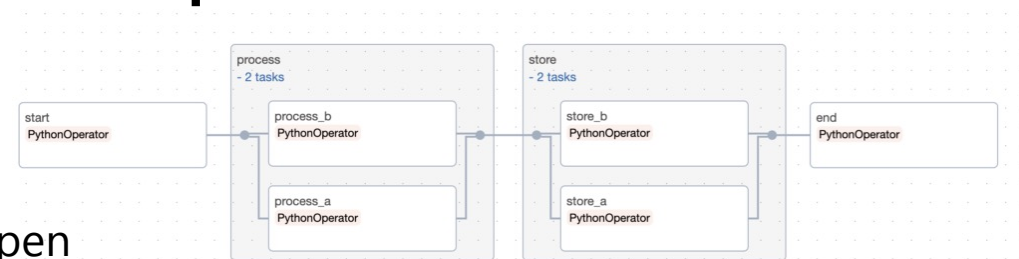 process
- 2 tasks
store
- 2 tasks
start
PythonOperator
process_b
PythonOperator
store_b
PythonOperator
end
PythonOperator
process_a
PythonOperator
store_a
PythonOperator
pen